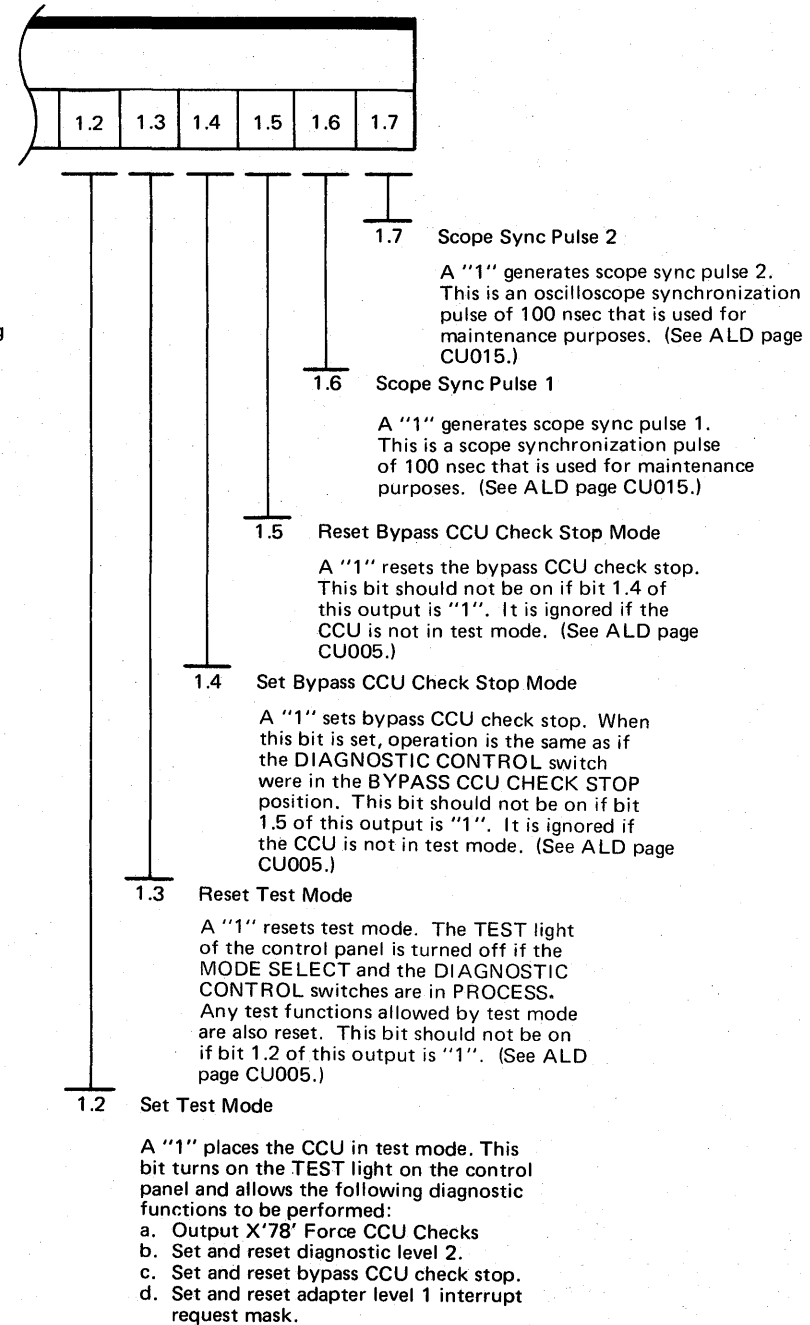 1.2 1.3 1.4 1.5 1.6 1.7
1.7 Scope Sync Pulse 2
A "1" generates scope sync pulse 2.
This is an oscilloscope synchronization
pulse of 100 nsec that is used for
maintenance purposes. (See ALD page
CU015.)
g
1.6 Scope Sync Pulse 1
A "1" generates scope sync pulse 1.
This is a scope synchronization pulse
of 100 nsec that is used for maintenance
purposes. (See ALD page CU015.)
1.5 Reset Bypass CCU Check Stop Mode
A "1" resets the bypass CCU check stop.
This bit should not be on if bit 1.4 of
this output is "1". It is ignored if the
CCU is not in test mode. (See ALD page
CU005.)
1.4 Set Bypass CCU Check Stop Mode
A "1" sets bypass CCU check stop. When
this bit is set, operation is the same as if
the DIAGNOSTIC CONTROL switch
were in the BYPASS CCU CHECK STOP
position. This bit should not be on if bit
1.5 of this output is "1". It is ignored if
the CCU is not in test mode. (See ALD page
CU005.)
1.3 Reset Test Mode
A "1" resets test mode. The TEST light
of the control panel is turned off if the
MODE SELECT and the DIAGNOSTIC
CONTROL switches are in PROCESS.
Any test functions allowed by test mode
are also reset. This bit should not be on
if bit 1.2 of this output is "1". (See ALD
page CU005.)
1.2 Set Test Mode
A "1" places the CCU in test mode. This
bit turns on the TEST light on the control
panel and allows the following diagnostic
functions to be performed:
a. Output X'78' Force CCU Checks
b. Set and reset diagnostic level 2.
c. Set and reset bypass CCU check stop.
d. Set and reset adapter level 1 interrupt
request mask.